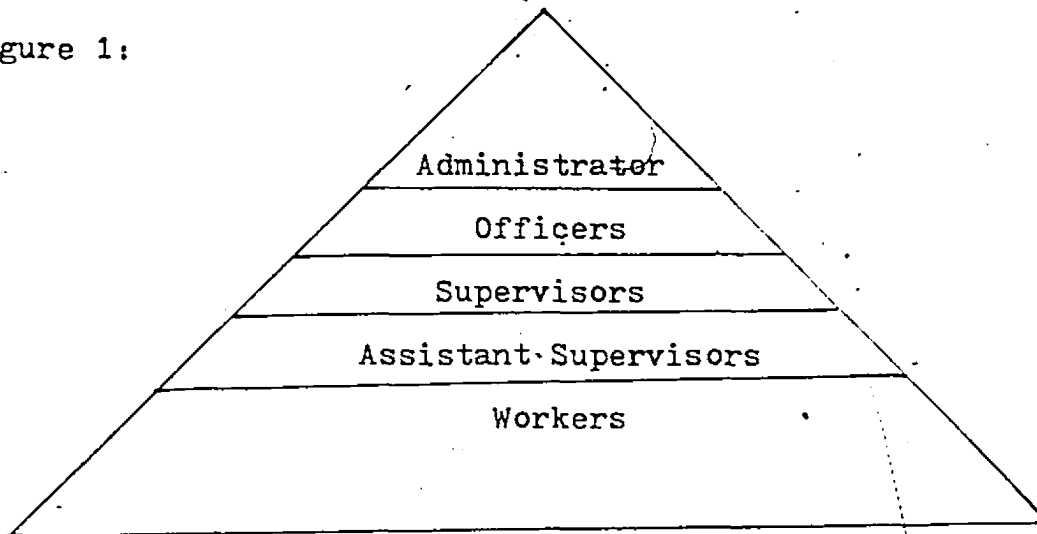 gure 1:
Administrator
Officers
Supervisors
Assistant Supervisors
Workers